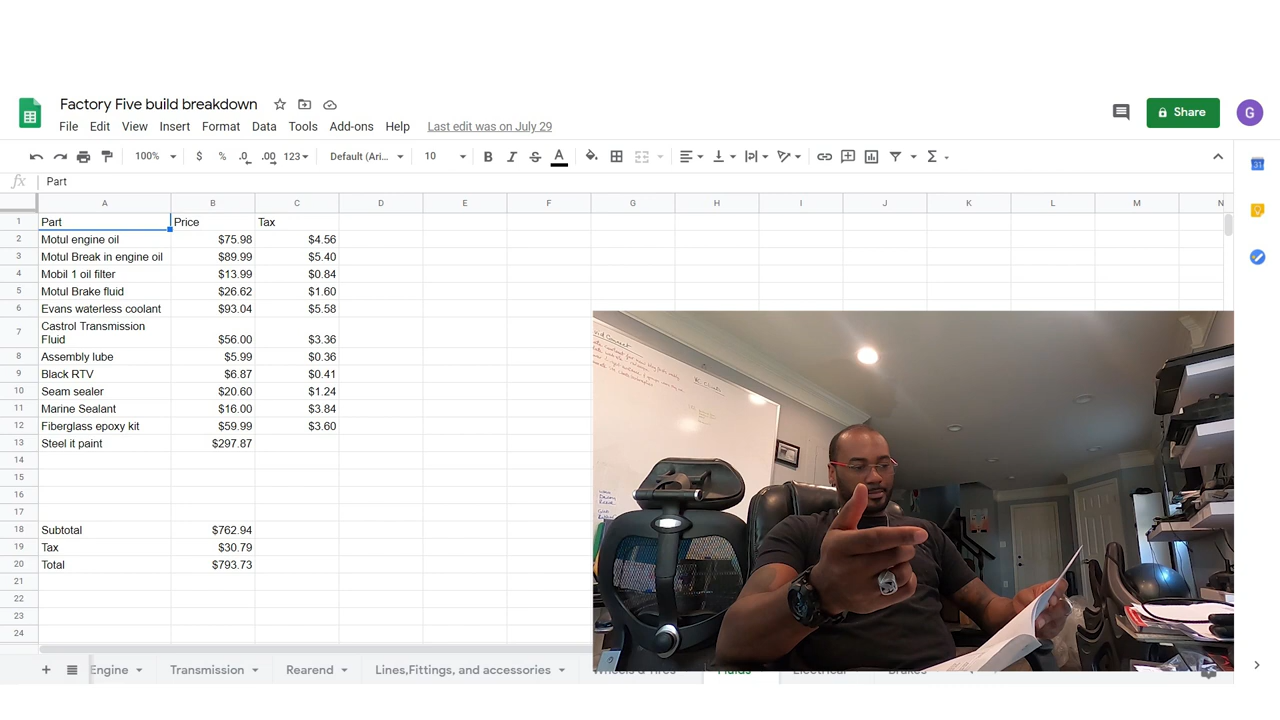 Factory Five build breakdown
File Edit View Insert Format Data Tools Add-ons Help Last edit was on July 29
Share
G
100% $ % .0 .00 123 Default (Ari... 10 B I S A
31
fx Part
A B C D E F G H I J K L M N
1 Part Price Tax
2 Motul engine oil $75.98 $4.56
3 Motul Break in engine oil $89.99 $5.40
4 Mobil 1 oil filter $13.99 $0.84
5 Motul Brake fluid $26.62 $1.60
6 Evans waterless coolant $93.04 $5.58
7 Castrol Transmission
Fluid $56.00 $3.36
8 Assembly lube $5.99 $0.36
9 Black RTV $6.87 $0.41
10 Seam sealer $20.60 $1.24
11 Marine Sealant $16.00 $3.84
12 Fiberglass epoxy kit $59.99 $3.60
13 Steel it paint $297.87
14
15
16
17
18 Subtotal $762.94
19 Tax $30.79
20 Total $793.73
21
22
23
24
Engine Transmission Rearend Lines,Fittings, and accessories Wheels & Tires Fluids Electrical Brakes